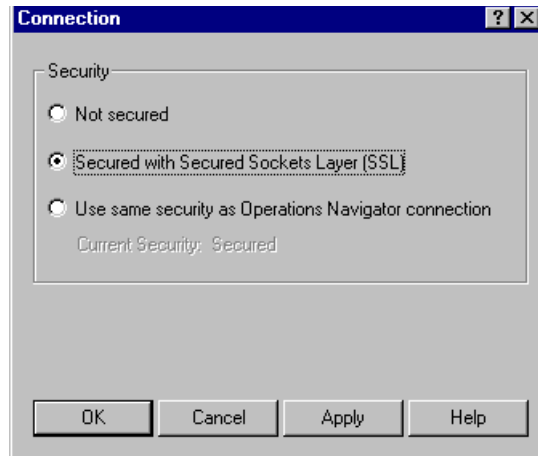 Connection
Security
Not secured
Secured with Secured Sockets Layer (SSL)
Use same security as Operations Navigator connection
Current Security: Secured
OK Cancel Apply Help